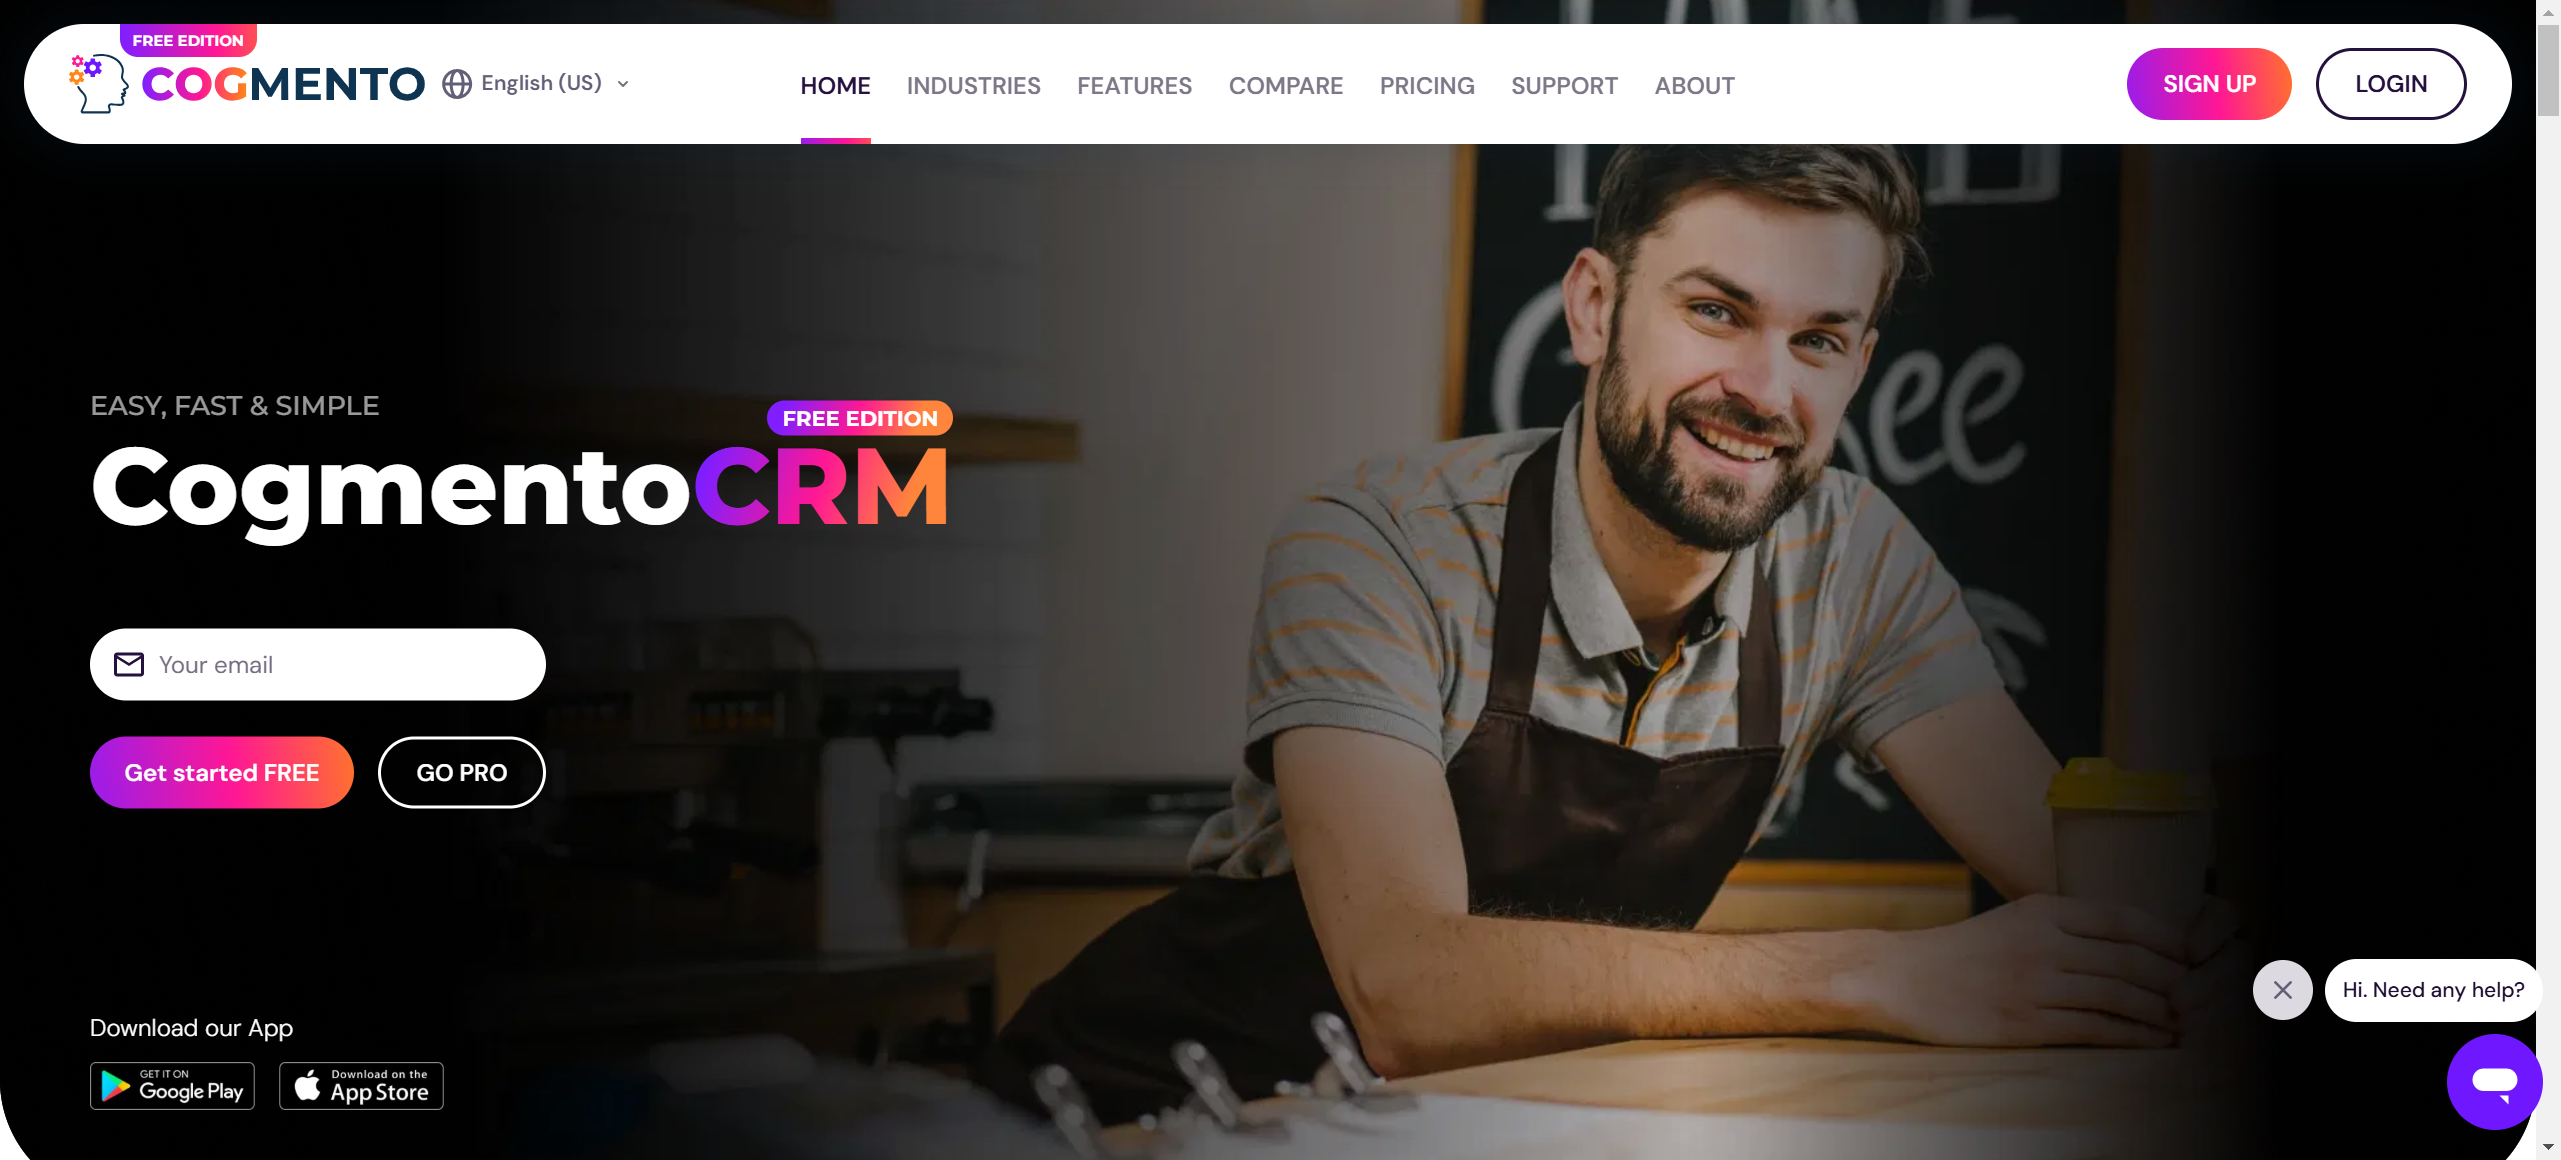 FREE EDITION
COGMENTO
English (US)
HOME
INDUSTRIES
FEATURES
COMPARE
PRICING
SUPPORT
ABOUT
SIGN UP
LOGIN
EASY, FAST & SIMPLE
FREE EDITION
CogmentoCRM
Your email
Get started FREE
GO PRO
Hi. Need any help?
Download our App
GET IT ON
Google Play
Download on the
App Store